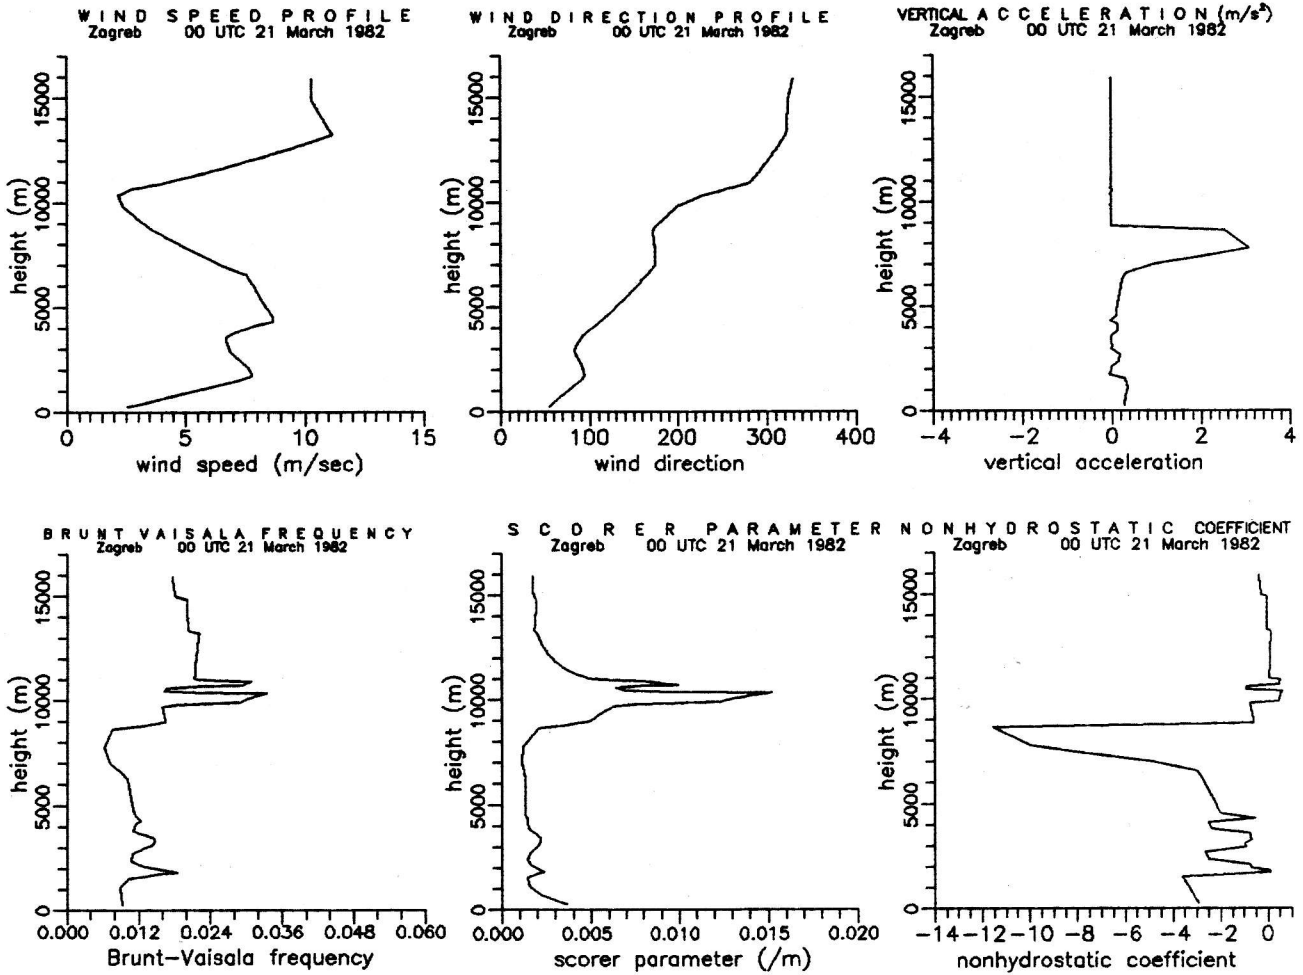 WIND SPEED PROFILE
Zagreb 00 UTC 21 March 1982
15000
10000
5000
0
height (m)
0 5 10 15
wind speed (m/sec)
WIND DIRECTION PROFILE
Zagreb 00 UTC 21 March 1982
15000
10000
5000
0
height (m)
0 100 200 300 400
wind direction
VERTICAL ACCELERATION (m/s²)
Zagreb 00 UTC 21 March 1982
15000
10000
5000
0
height (m)
-4 -2 0 2 4
vertical acceleration
BRUNT VAISALA FREQUENCY
Zagreb 00 UTC 21 March 1982
15000
10000
5000
0
height (m)
0.000 0.012 0.024 0.036 0.048 0.060
Brunt-Vaisala frequency
SCORER PARAMETER
Zagreb 00 UTC 21 March 1982
15000
10000
5000
0
height (m)
0.000 0.005 0.010 0.015 0.020
scorer parameter (/m)
NONHYDROSTATIC COEFFICIENT
Zagreb 00 UTC 21 March 1982
15000
10000
5000
0
height (m)
-14 -12 -10 -8 -6 -4 -2 0
nonhydrostatic coefficient